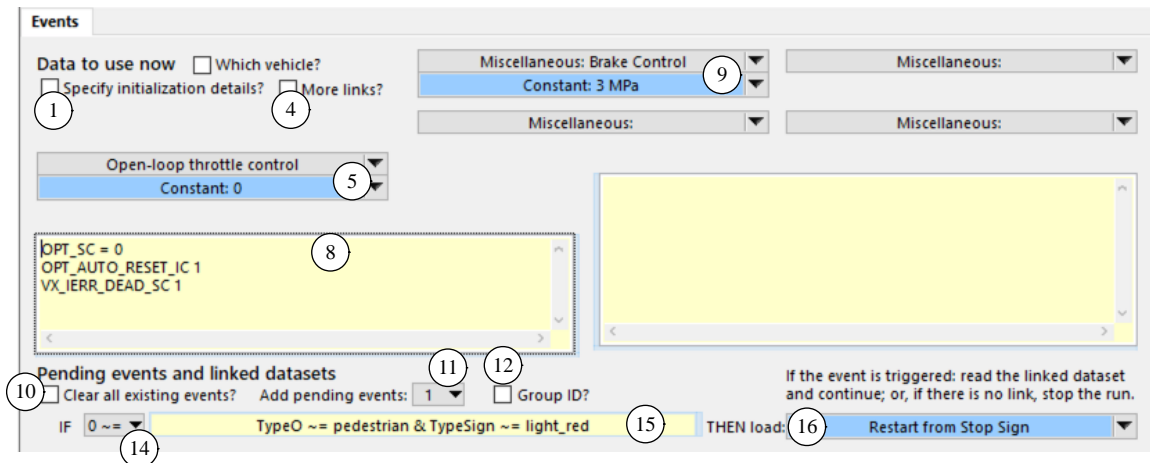 Events
Data to use now Which vehicle?
Specify initialization details? More links?
1
4
Miscellaneous: Brake Control
Constant: 3 MPa
9
Miscellaneous:
Miscellaneous:
Miscellaneous:
Open-loop throttle control
Constant: 0
5
OPT_SC = 0
OPT_AUTO_RESET_IC 1
VX_IERR_DEAD_SC 1
8
Pending events and linked datasets
11
12
10
Clear all existing events? Add pending events: 1 Group ID?
If the event is triggered: read the linked dataset
and continue; or, if there is no link, stop the run.
IF 0 ~= TypeO ~= pedestrian & TypeSign ~= light_red 15 THEN load: 16 Restart from Stop Sign
14